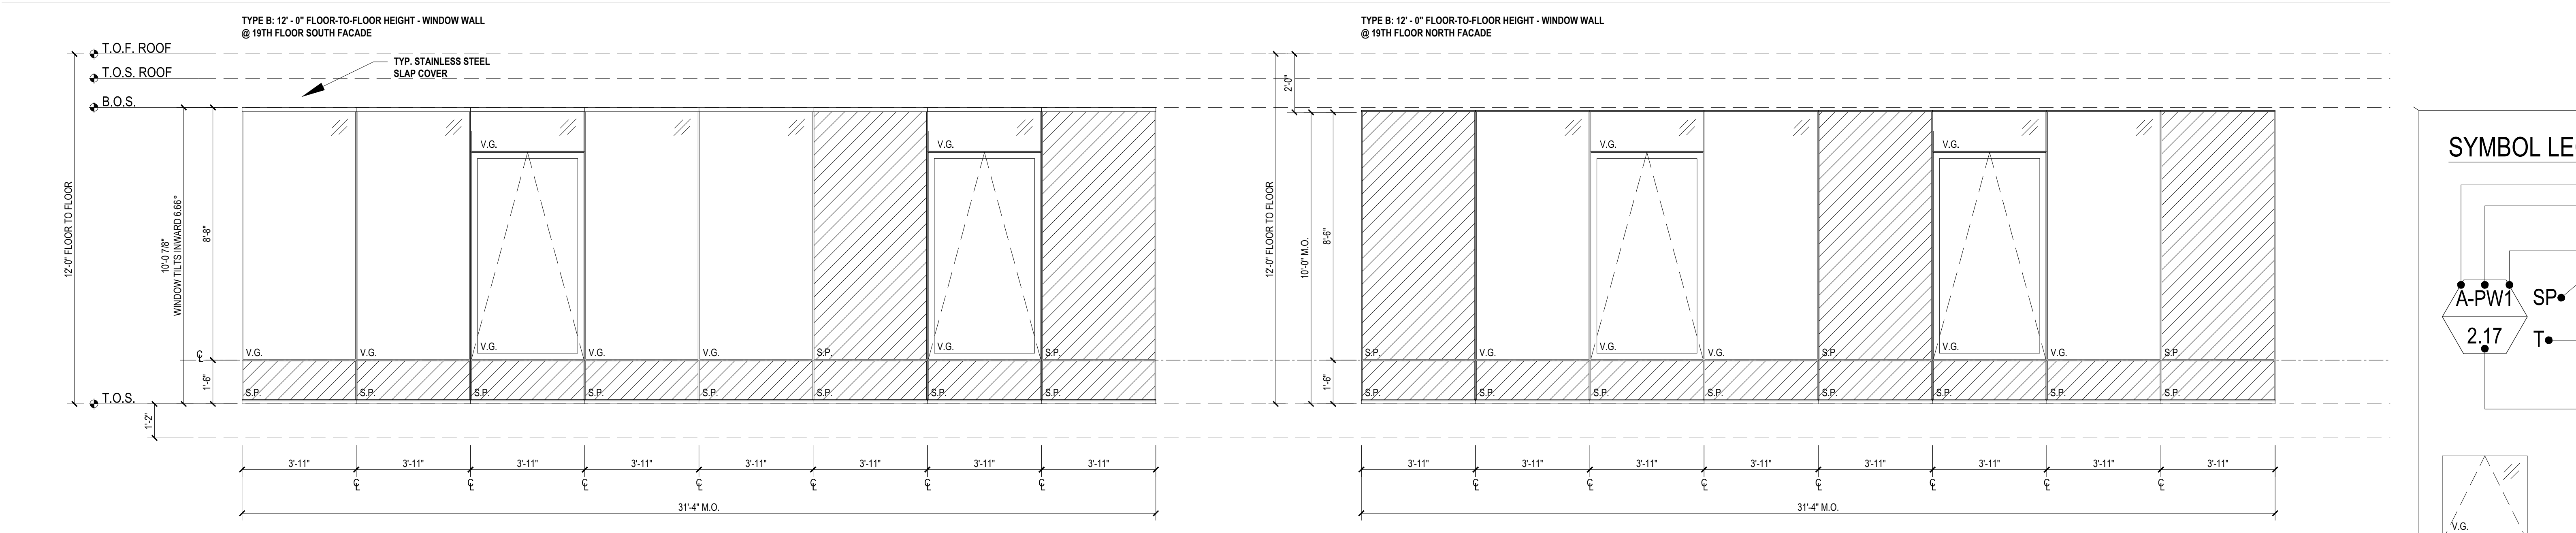 TYPE B: 12' - 0" FLOOR-TO-FLOOR HEIGHT - WINDOW WALL
@ 19TH FLOOR SOUTH FACADE
T.O.F. ROOF
T.O.S. ROOF
B.O.S.
T.O.S.
TYP. STAINLESS STEEL
SLAP COVER
12'-0" FLOOR TO FLOOR
10'-0 7/8"
WINDOW TILTS INWARD 6.66°
8'-8"
1'-6"
1'-2"
V.G.
V.G.
V.G.
V.G.
V.G.
V.G.
V.G.
V.G.
S.P.
S.P.
S.P.
S.P.
S.P.
S.P.
S.P.
S.P.
S.P.
S.P.
3'-11"
3'-11"
3'-11"
3'-11"
3'-11"
3'-11"
3'-11"
3'-11"
31'-4" M.O.
TYPE B: 12' - 0" FLOOR-TO-FLOOR HEIGHT - WINDOW WALL
@ 19TH FLOOR NORTH FACADE
2'-0"
12'-0" FLOOR TO FLOOR
10'-0" M.O.
8'-6"
1'-6"
V.G.
V.G.
S.P.
V.G.
V.G.
V.G.
S.P.
V.G.
V.G.
S.P.
S.P.
S.P.
S.P.
S.P.
S.P.
S.P.
S.P.
S.P.
3'-11"
3'-11"
3'-11"
3'-11"
3'-11"
3'-11"
3'-11"
3'-11"
31'-4" M.O.
SYMBOL LE
A-PW1
2.17
SP
T
V.G.